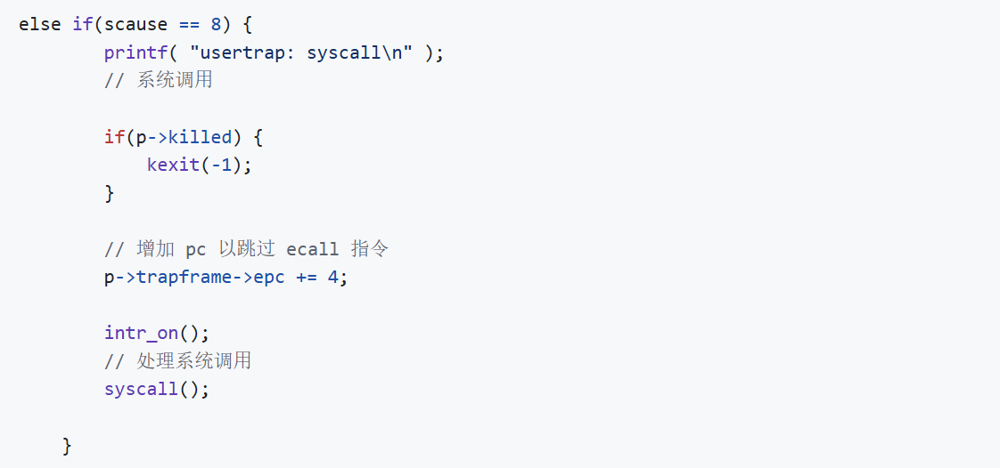 else if(scause == 8) {
printf( "usertrap: syscall\n" );
// 系统调用
if(p->killed) {
kexit(-1);
}
// 增加 pc 以跳过 ecall 指令
p->trapframe->epc += 4;
intr_on();
// 处理系统调用
syscall();
}